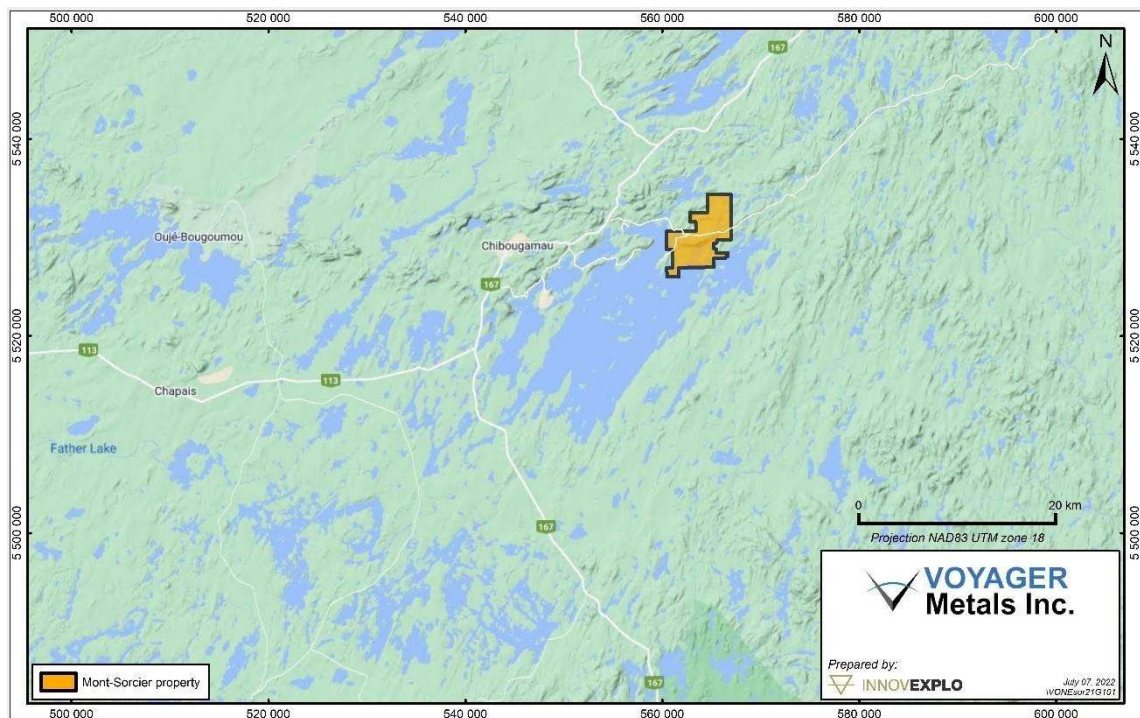 500 000 520 000 540 000 560 000 580 000 600 000
N
167
5 540 000
5 540 000
Oujé-Bougoumou
Chibougamau
167
5 520 000
5 520 000
113
113
Chapais
Father Lake
0 20 km
Projection NAD83 UTM zone 18
5 500 000
167
5 500 000
VOYAGER
Metals Inc.
Prepared by:
INNOVEXPLO
July 07, 2022
Mont-Sorcier property
167
500 000 520 000 540 000 560 000 580 000 600 000